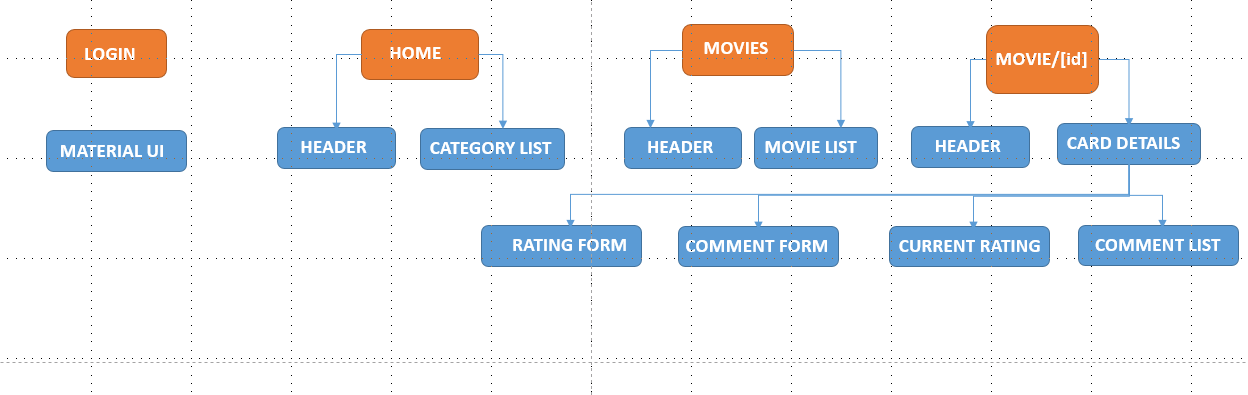 LOGIN
HOME
MOVIES
MOVIE/[id]
MATERIAL UI
HEADER
CATEGORY LIST
HEADER
MOVIE LIST
HEADER
CARD DETAILS
RATING FORM
COMMENT FORM
CURRENT RATING
COMMENT LIST